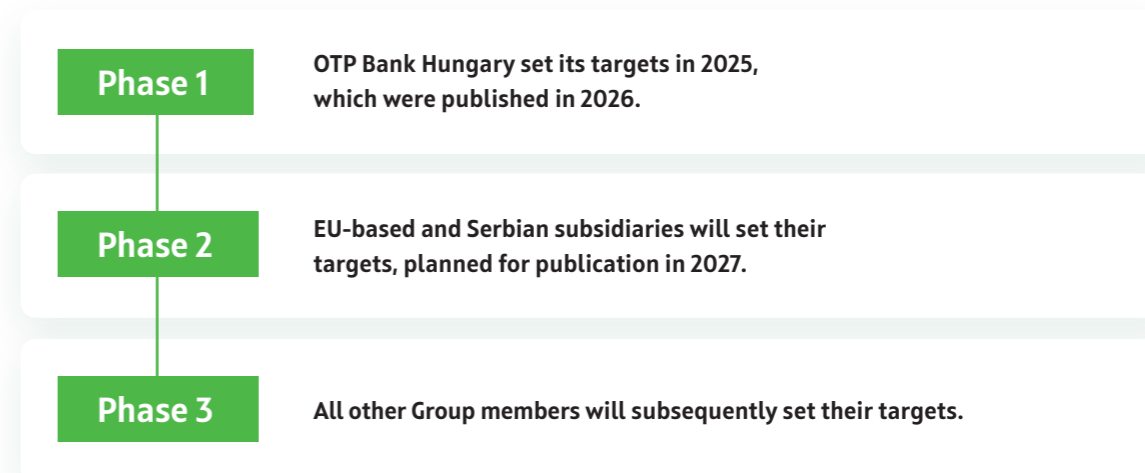 Phase 1
OTP Bank Hungary set its targets in 2025,
which were published in 2026.
Phase 2
EU-based and Serbian subsidiaries will set their
targets, planned for publication in 2027.
Phase 3
All other Group members will subsequently set their targets.